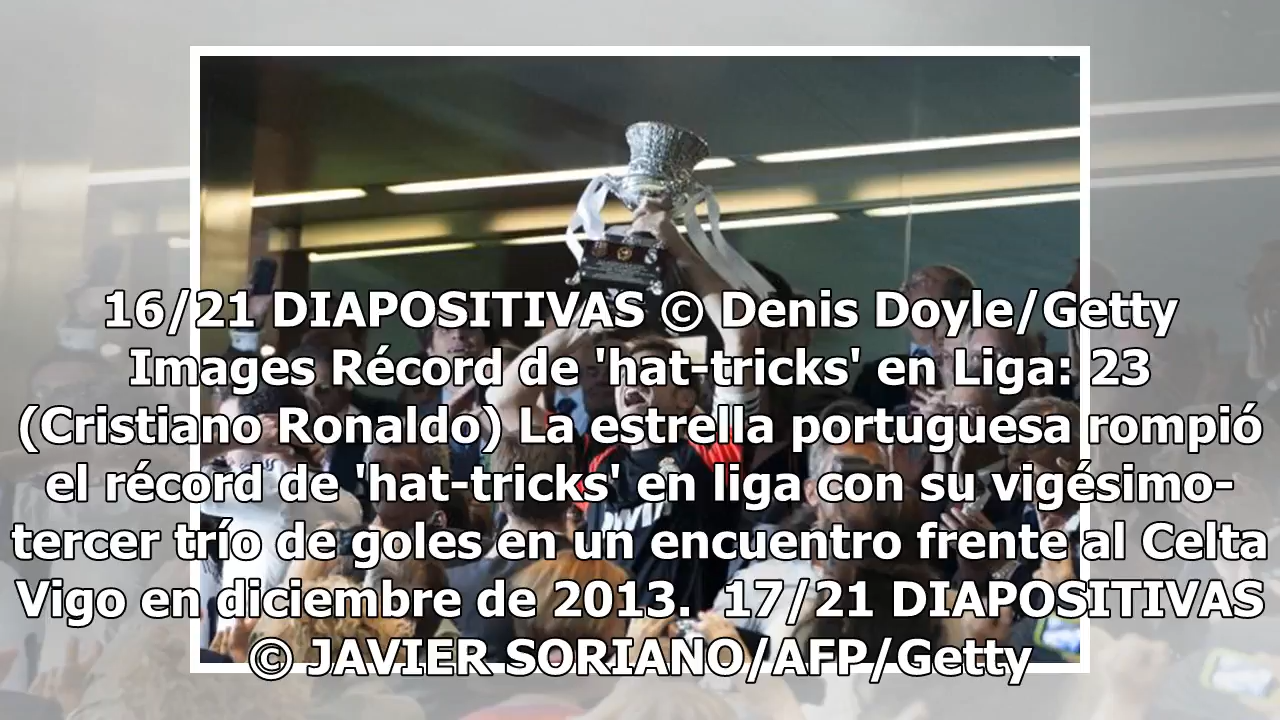 16/21 DIAPOSITIVAS © Denis Doyle/Getty
Images Récord de 'hat-tricks' en Liga: 23
(Cristiano Ronaldo) La estrella portuguesa rompió
el récord de 'hat-tricks' en liga con su vigésimo-
tercer trío de goles en un encuentro frente al Celta
Vigo en diciembre de 2013. 17/21 DIAPOSITIVAS
© JAVIER SORIANO/AFP/Getty